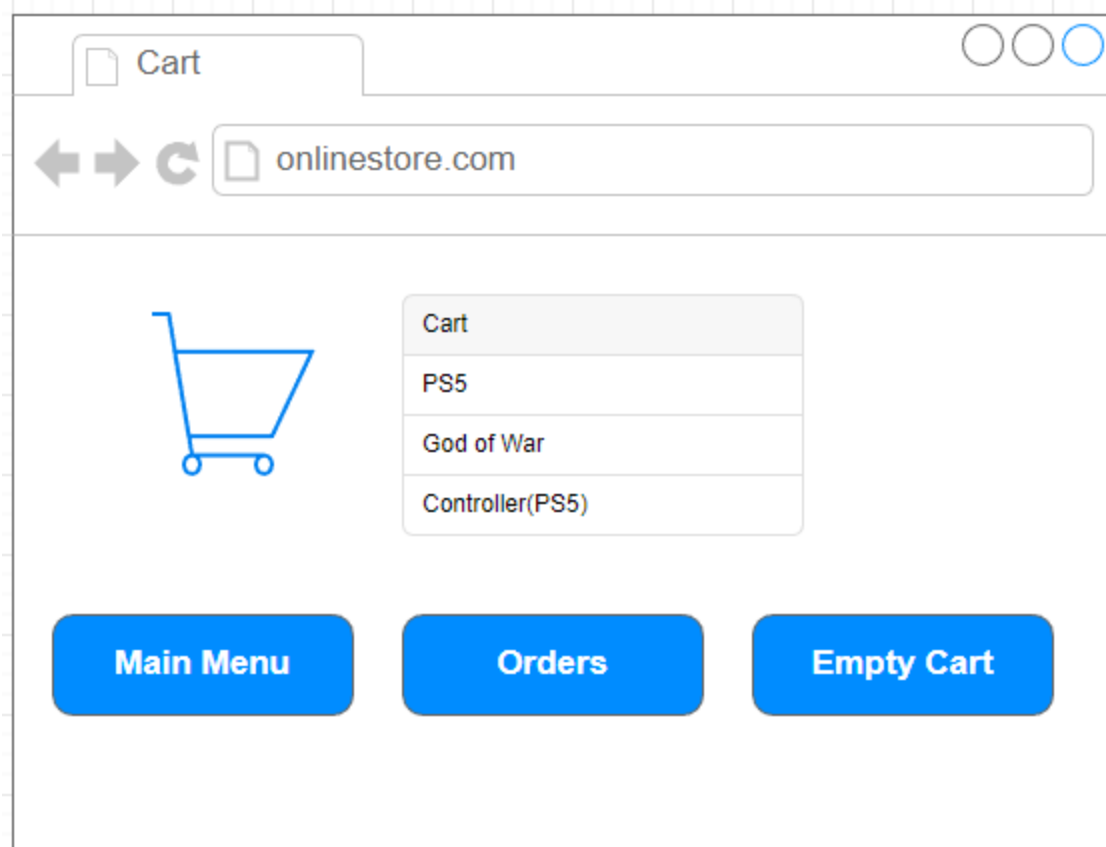 Cart
onlinestore.com
Cart
PS5
God of War
Controller(PS5)
Main Menu
Orders
Empty Cart